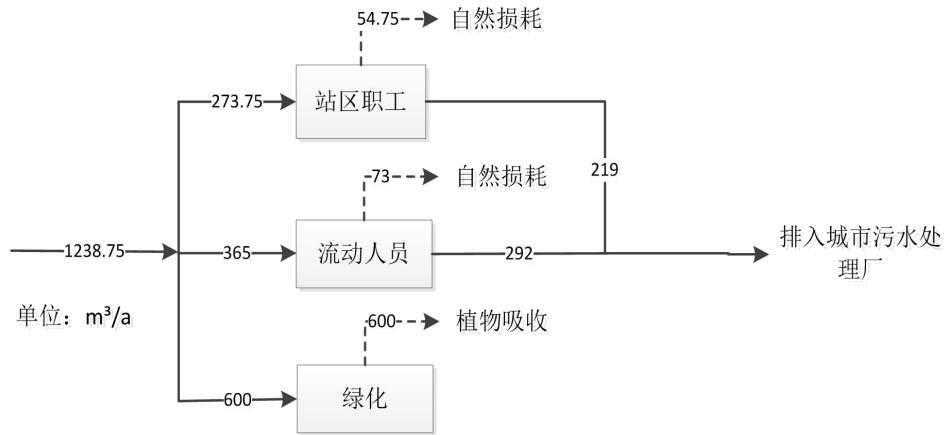 54.75
自然损耗
273.75
站区职工
73
自然损耗
219
1238.75
365
流动人员
292
排入城市污水处
理厂
单位：m³/a
600
植物吸收
600
绿化